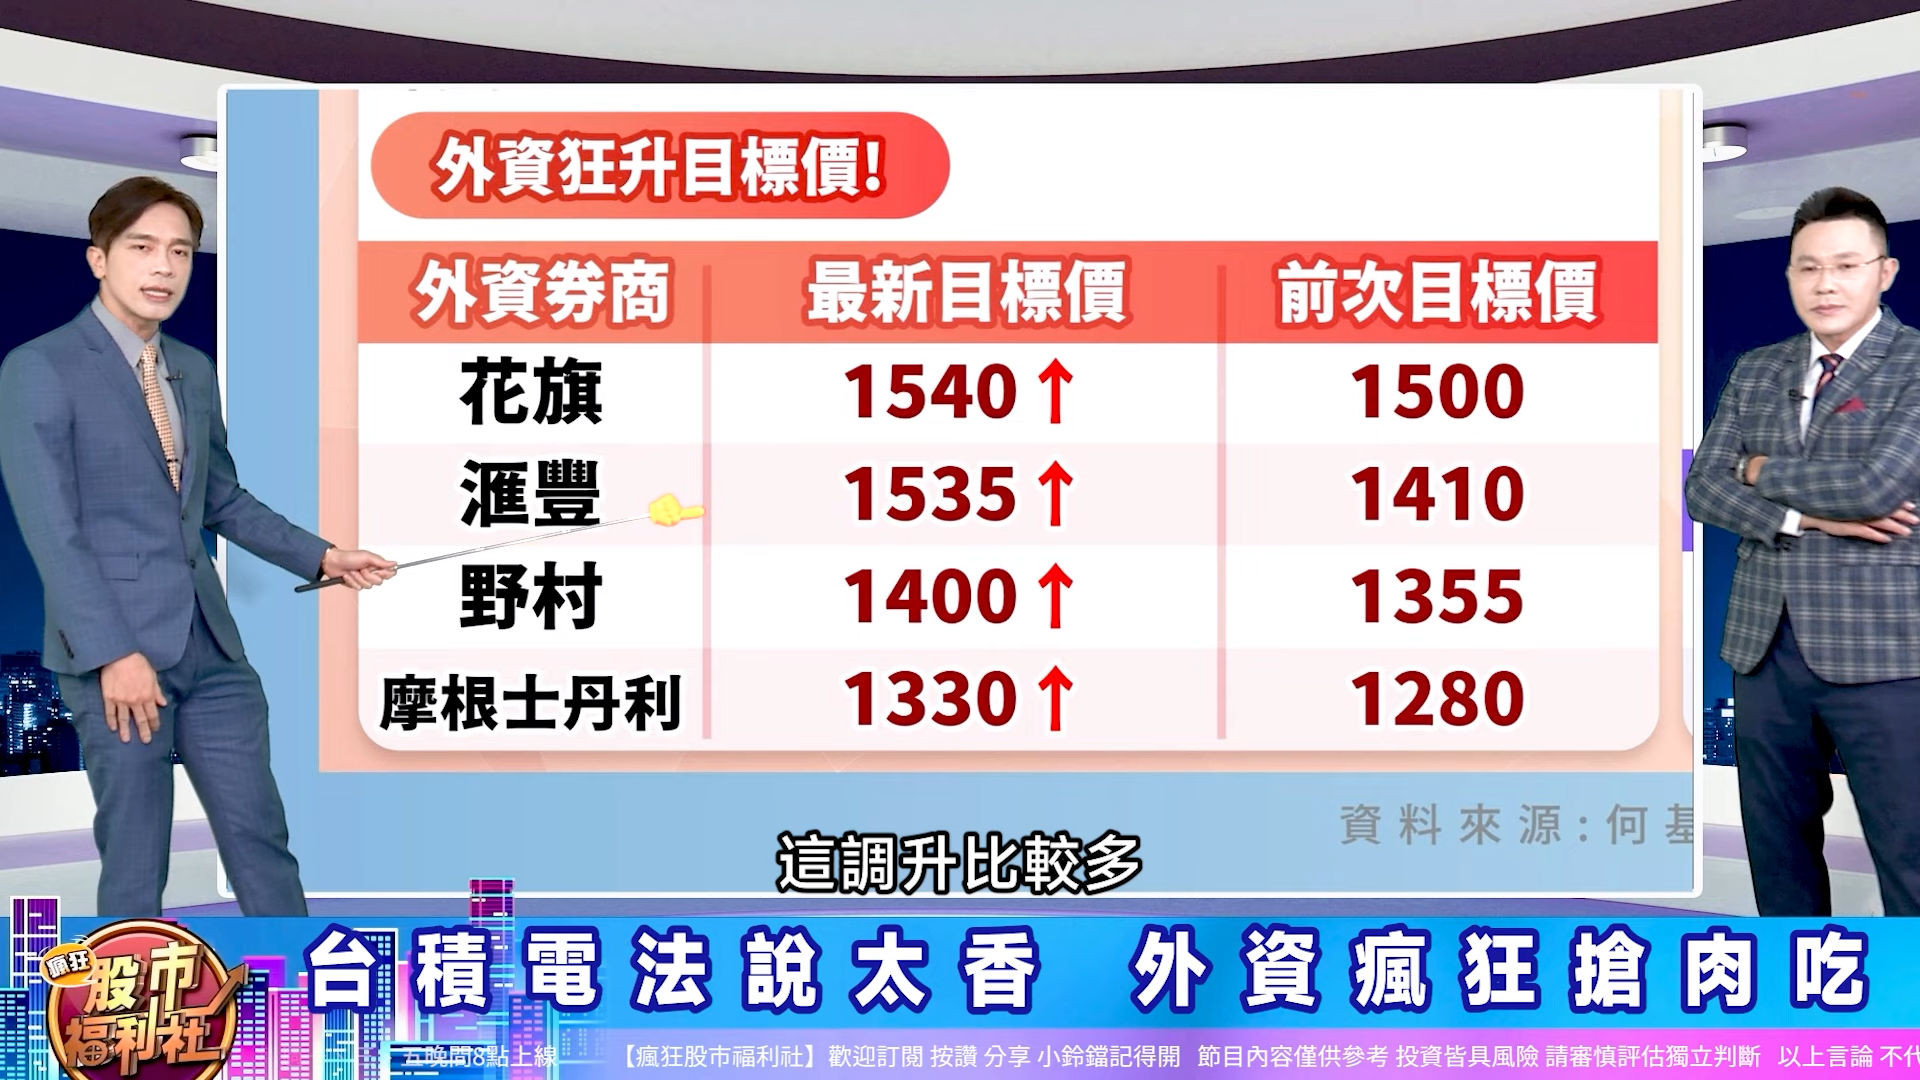 外資狂升目標價!
外資券商 最新目標價 前次目標價
花旗 1540↑ 1500
滙豐 1535↑ 1410
野村 1400↑ 1355
摩根士丹利 1330↑ 1280
資料來源:何基
這調升比較多
台積電法說太香 外資瘋狂搶肉吃
瘋狂
股市
福利社
五晚間8點上線 【瘋狂股市福利社】歡迎訂閱 按讚 分享 小鈴鐺記得開 節目內容僅供參考 投資皆具風險 請審慎評估獨立判斷 以上言論 不代